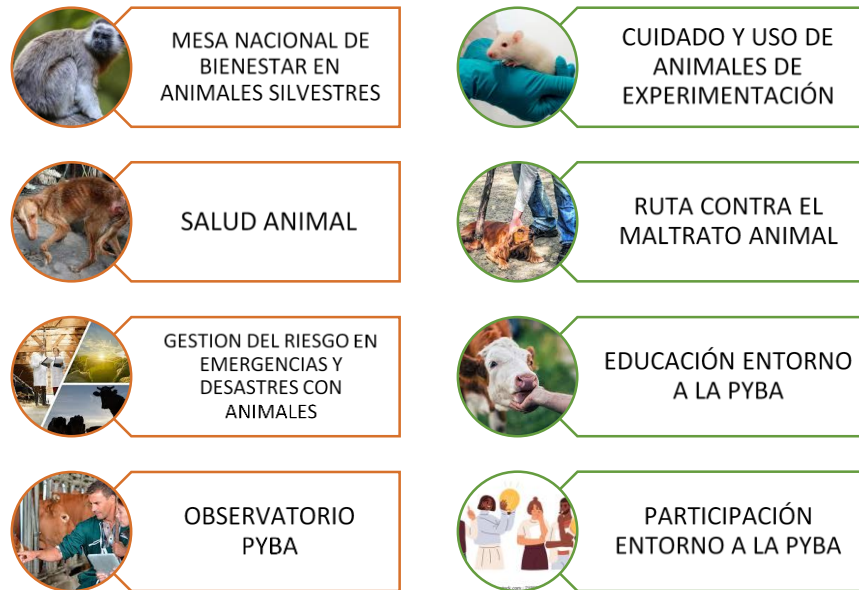 MESA NACIONAL DE
BIENESTAR EN
ANIMALES SILVESTRES
CUIDADO Y USO DE
ANIMALES DE
EXPERIMENTACIÓN
SALUD ANIMAL
RUTA CONTRA EL
MALTRATO ANIMAL
GESTION DEL RIESGO EN
EMERGENCIAS Y
DESASTRES CON
ANIMALES
EDUCACIÓN ENTORNO
A LA PYBA
OBSERVATORIO
PYBA
PARTICIPACIÓN
ENTORNO A LA PYBA